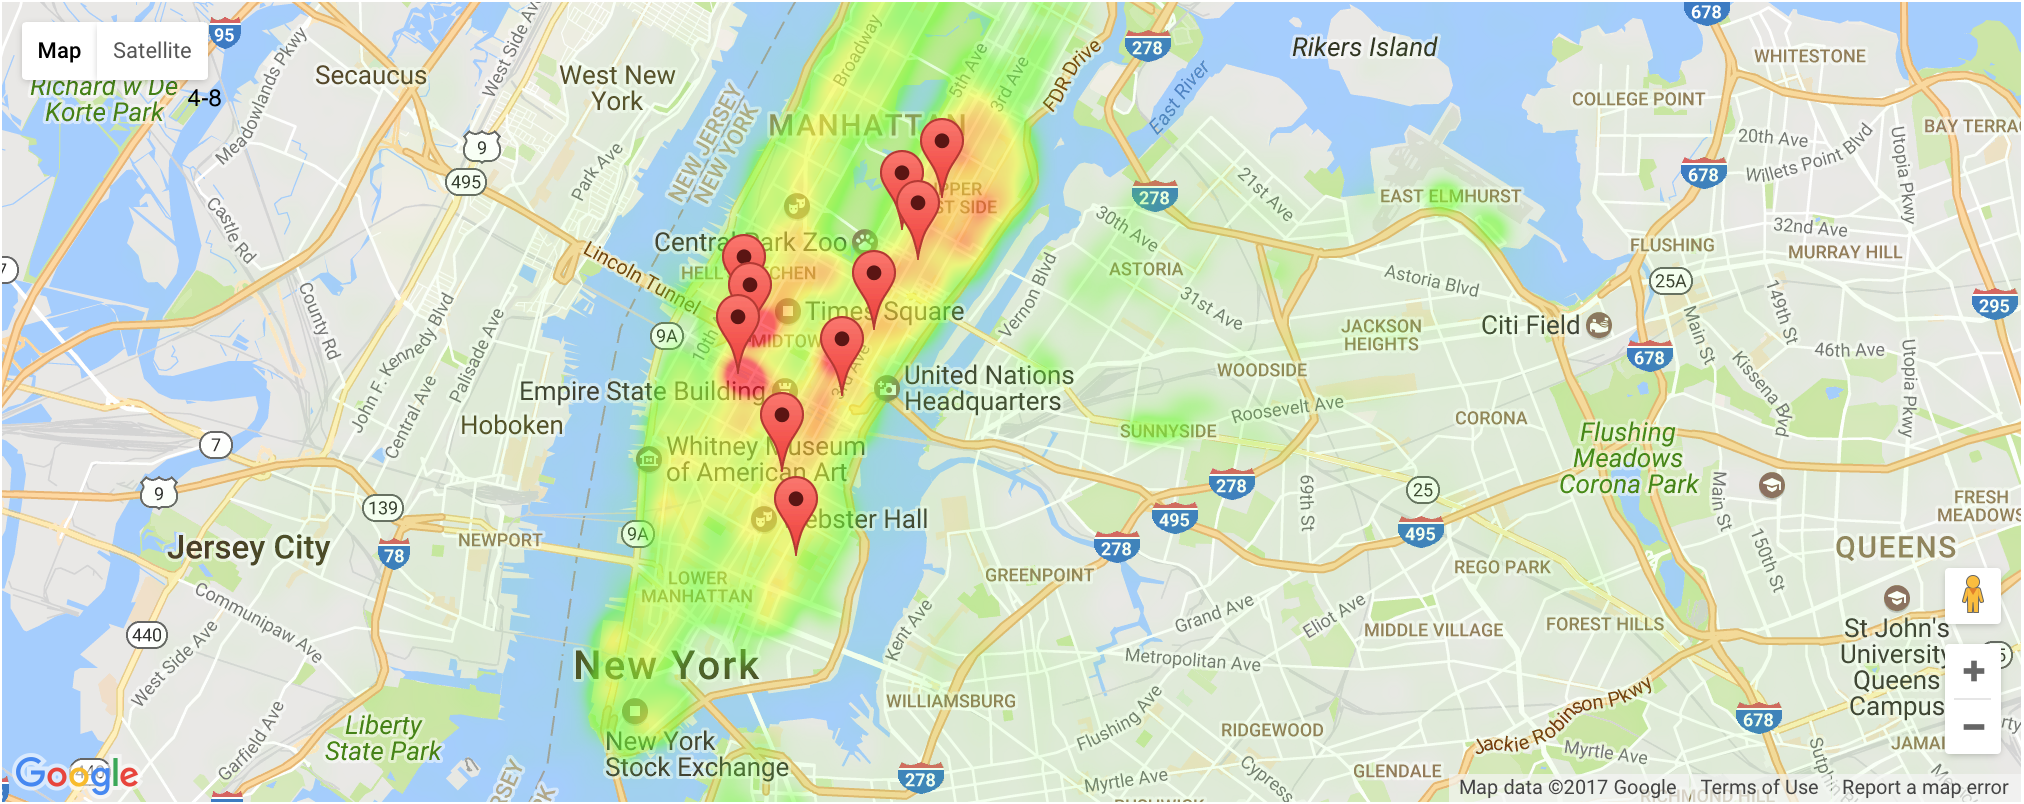 Map
Satellite
95
Richard W De
Korte Park
4-8
Meadowlands Pkwy
Secaucus
West New
York
Broadway
5th Ave
3rd Ave
FDR Drive
278
Rikers Island
678
WHITESTONE
COLLEGE POINT
20th Ave
Willets Point Blvd
Utopia Pkwy
BAY TERRAC
East River
NEW JERSEY
NEW YORK
MANHATTAN
9
495
Park Ave
278
21st Ave
EAST ELMHURST
678
32nd Ave
MURRAY HILL
FLUSHING
Castle Rd
Lincoln Tunnel
Central Park Zoo
30th Ave
ASTORIA
31st Ave
Astoria Blvd
25A
149th St
295
County Rd
John F. Kennedy Blvd
Palisade Ave
Central Ave
9A
10th
Times Square
MIDTOW
Vernon Blvd
JACKSON
HEIGHTS
Citi Field
Main St
Kissena Blvd
46th Ave
Utopia Pkwy
678
Empire State Building
3rd Ave
United Nations
Headquarters
WOODSIDE
Roosevelt Ave
SUNNYSIDE
CORONA
Flushing
Meadows
Corona Park
Hoboken
7
Whitney Museum
of American Art
9
139
78
NEWPORT
Jersey City
9A
ebster Hall
278
495
278
69th St
25
495
Main St
150th St
FRESH
MEADOWS
QUEENS
LOWER
MANHATTAN
GREENPOINT
REGO PARK
Communipaw Ave
440
West Side Ave
Kent Ave
Grand Ave
Eliot Ave
MIDDLE VILLAGE
FOREST HILLS
St John's
University
Queens
Campus
New York
Metropolitan Ave
WILLIAMSBURG
Flushing Ave
RIDGEWOOD
Jackie Robinson Pkwy
678
Liberty
State Park
Garfield Ave
New York
Stock Exchange
278
Myrtle Ave
Cypress
GLENDALE
Myrtle Ave
JAMAI
Google
440
Map data ©2017 Google
Terms of Use
Report a map error